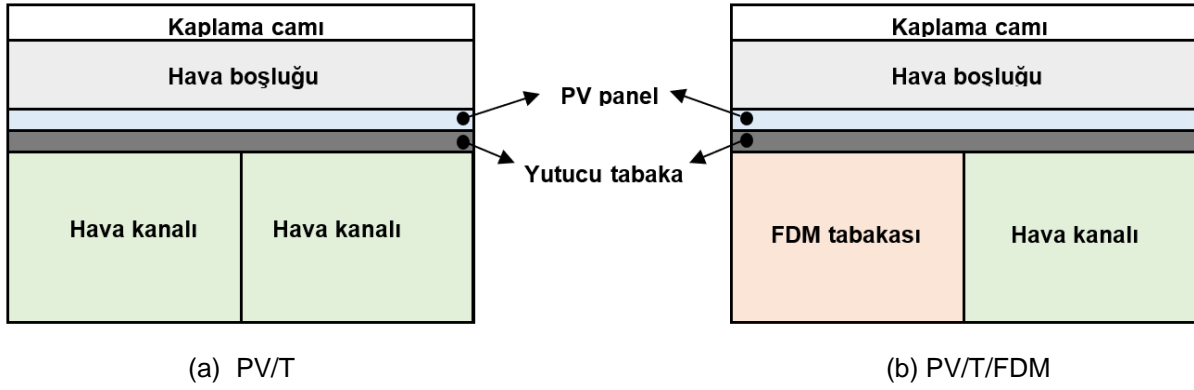 Kaplama camı
Kaplama camı
Hava boşluğu
Hava boşluğu
PV panel
Yutucu tabaka
Hava kanalı
Hava kanalı
FDM tabakası
Hava kanalı
(a) PV/T
(b) PV/T/FDM